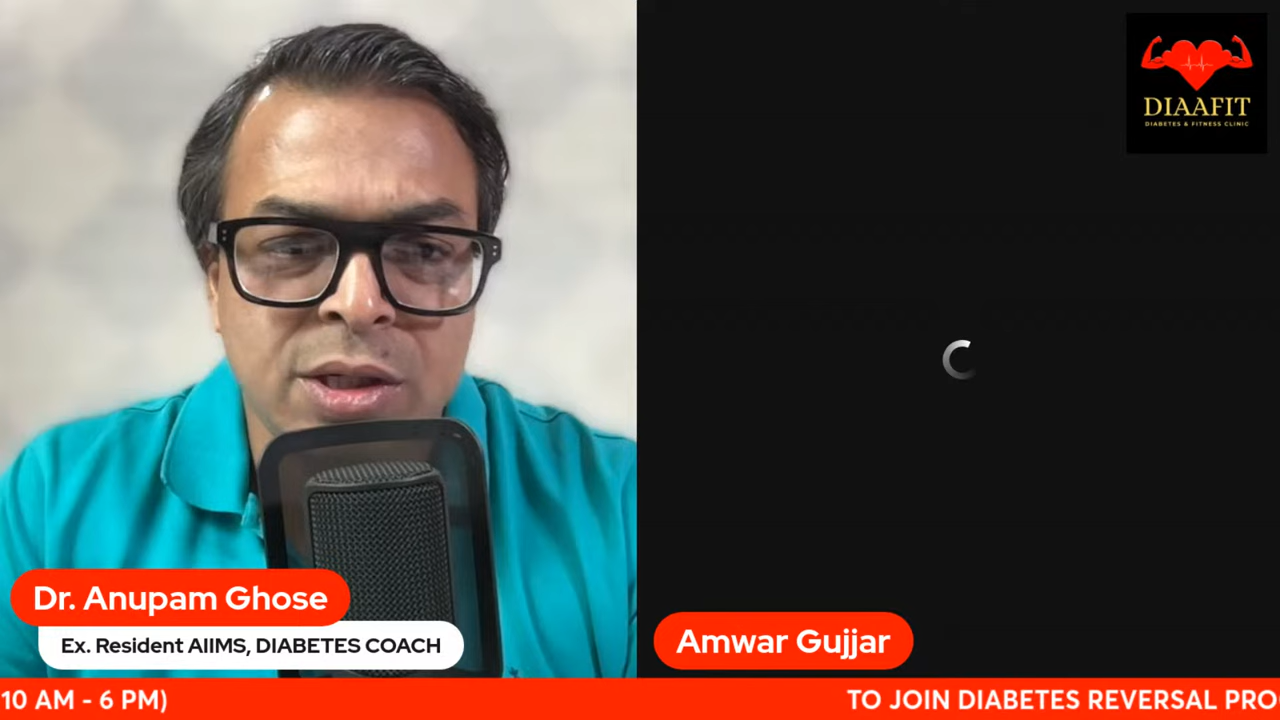 DIAAFIT
DIABETES & FITNESS CLINIC
Dr. Anupam Ghose
Ex. Resident AIIMS, DIABETES COACH
Amwar Gujjar
10 AM - 6 PM)
TO JOIN DIABETES REVERSAL PRO